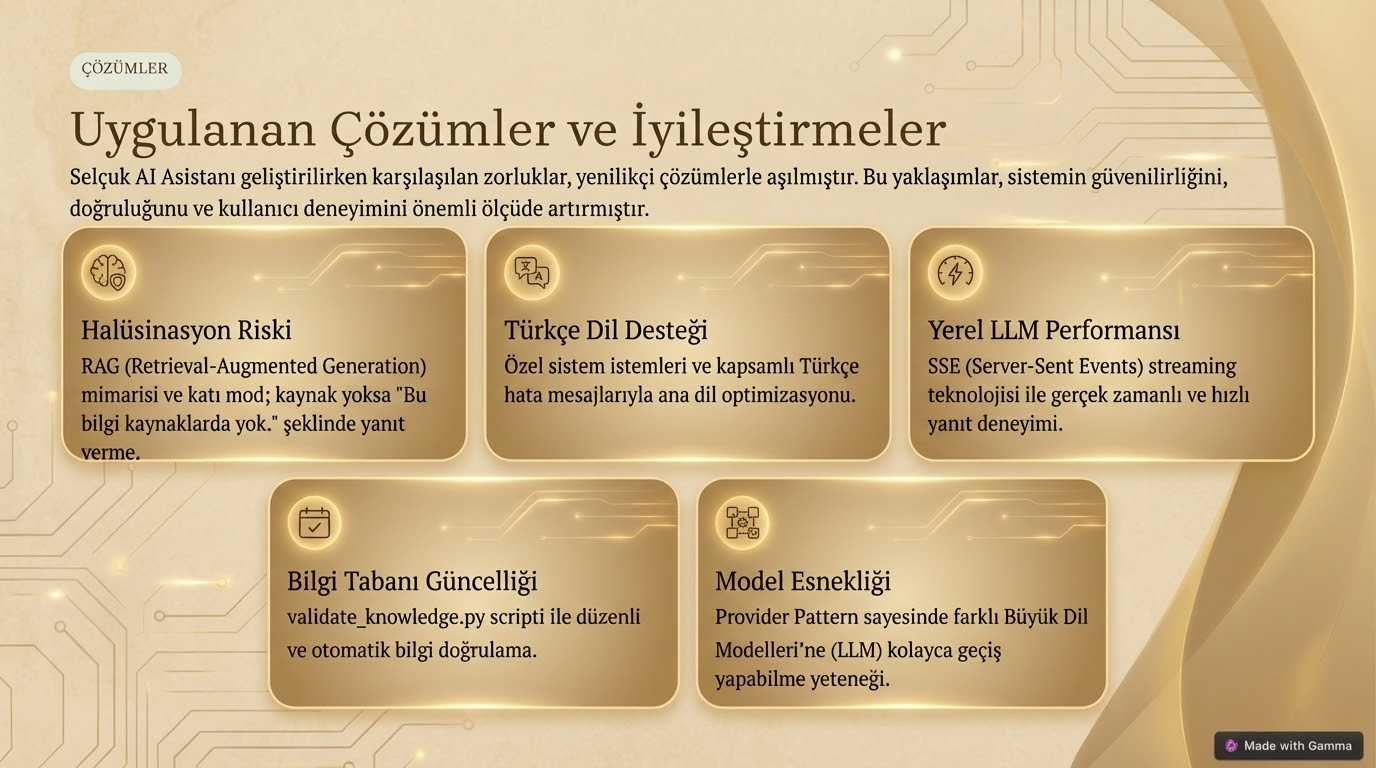 ÇÖZÜMLER
Uygulanan Çözümler ve İyileştirmeler
Selçuk AI Asistanı geliştirilirken karşılaşılan zorluklar, yenilikçi çözümlerle aşılmıştır. Bu yaklaşımlar, sistemin güvenilirliğini,
doğruluğunu ve kullanıcı deneyimini önemli ölçüde artırmıştır.
Halüsinasyon Riski
RAG (Retrieval-Augmented Generation)
mimarisi ve katı mod; kaynak yoksa "Bu
bilgi kaynaklarda yok." şeklinde yanıt
verme.
Türkçe Dil Desteği
Özel sistem istemleri ve kapsamlı Türkçe
hata mesajlarıyla ana dil optimizasyonu.
Yerel LLM Performansı
SSE (Server-Sent Events) streaming
teknolojisi ile gerçek zamanlı ve hızlı
yanıt deneyimi.
Bilgi Tabanı Güncelliği
validate_knowledge.py scripti ile düzenli
ve otomatik bilgi doğrulama.
Model Esnekliği
Provider Pattern sayesinde farklı Büyük Dil
Modelleri’ne (LLM) kolayca geçiş
yapabilme yeteneği.
Made with Gamma